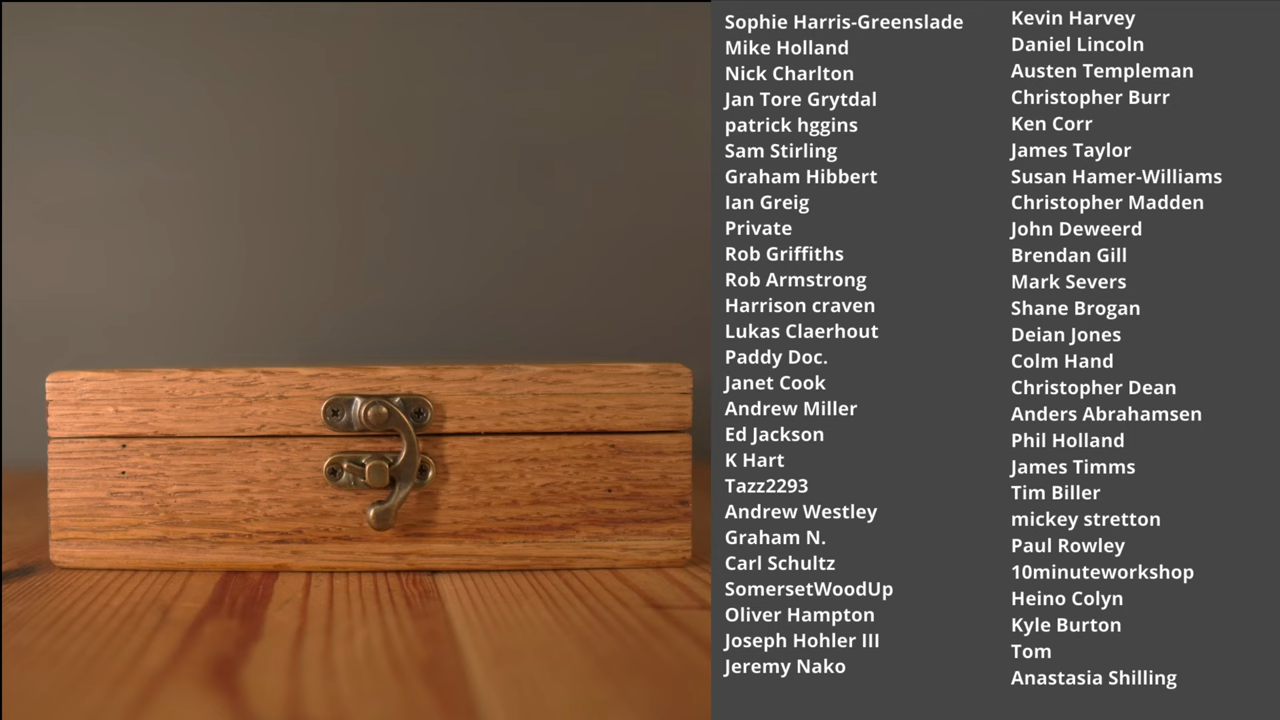 Sophie Harris-Greenslade
Mike Holland
Nick Charlton
Jan Tore Grytdal
patrick hggins
Sam Stirling
Graham Hibbert
Ian Greig
Private
Rob Griffiths
Rob Armstrong
Harrison craven
Lukas Claerhout
Paddy Doc.
Janet Cook
Andrew Miller
Ed Jackson
K Hart
Tazz2293
Andrew Westley
Graham N.
Carl Schultz
SomersetWoodUp
Oliver Hampton
Joseph Hohler III
Jeremy Nako
Kevin Harvey
Daniel Lincoln
Austen Templeman
Christopher Burr
Ken Corr
James Taylor
Susan Hamer-Williams
Christopher Madden
John Deweerd
Brendan Gill
Mark Severs
Shane Brogan
Deian Jones
Colm Hand
Christopher Dean
Anders Abrahamsen
Phil Holland
James Timms
Tim Biller
mickey stretton
Paul Rowley
10minuteworkshop
Heino Colyn
Kyle Burton
Tom
Anastasia Shilling